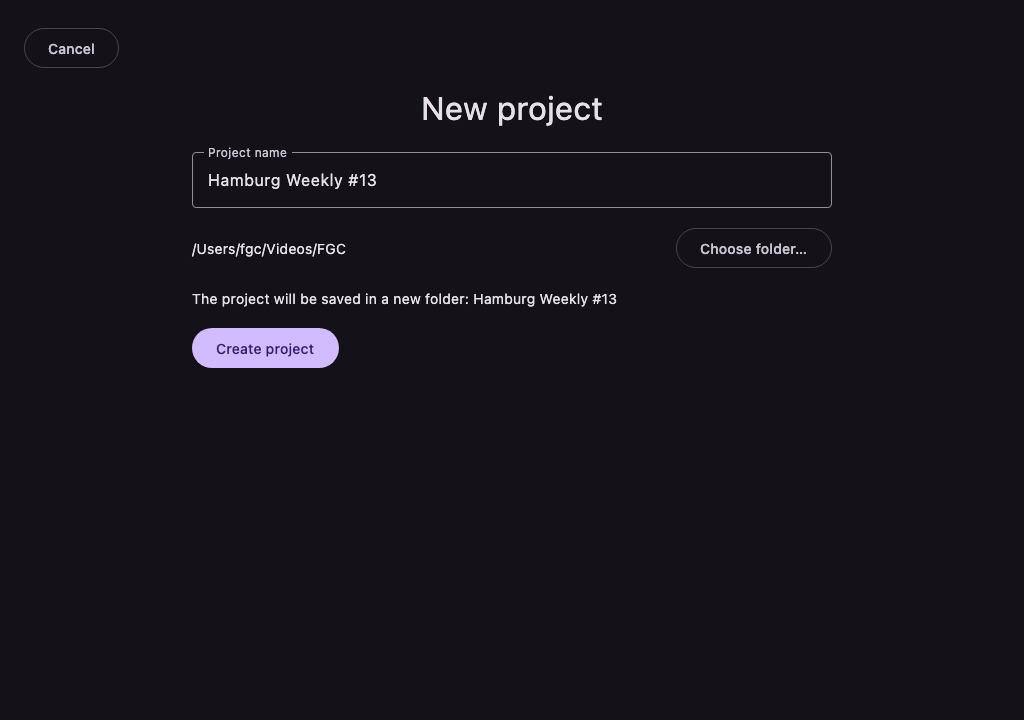 Cancel
New project
Project name
Hamburg Weekly #13
/Users/fgc/Videos/FGC
Choose folder...
The project will be saved in a new folder: Hamburg Weekly #13
Create project